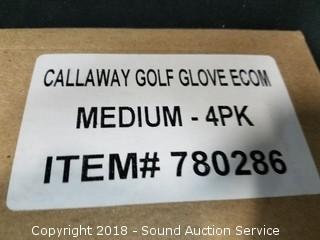 CALLAWAY GOLF GLOVE ECOM
MEDIUM - 4PK
ITEM# 780286
Copyright 2018 - Sound Auction Service